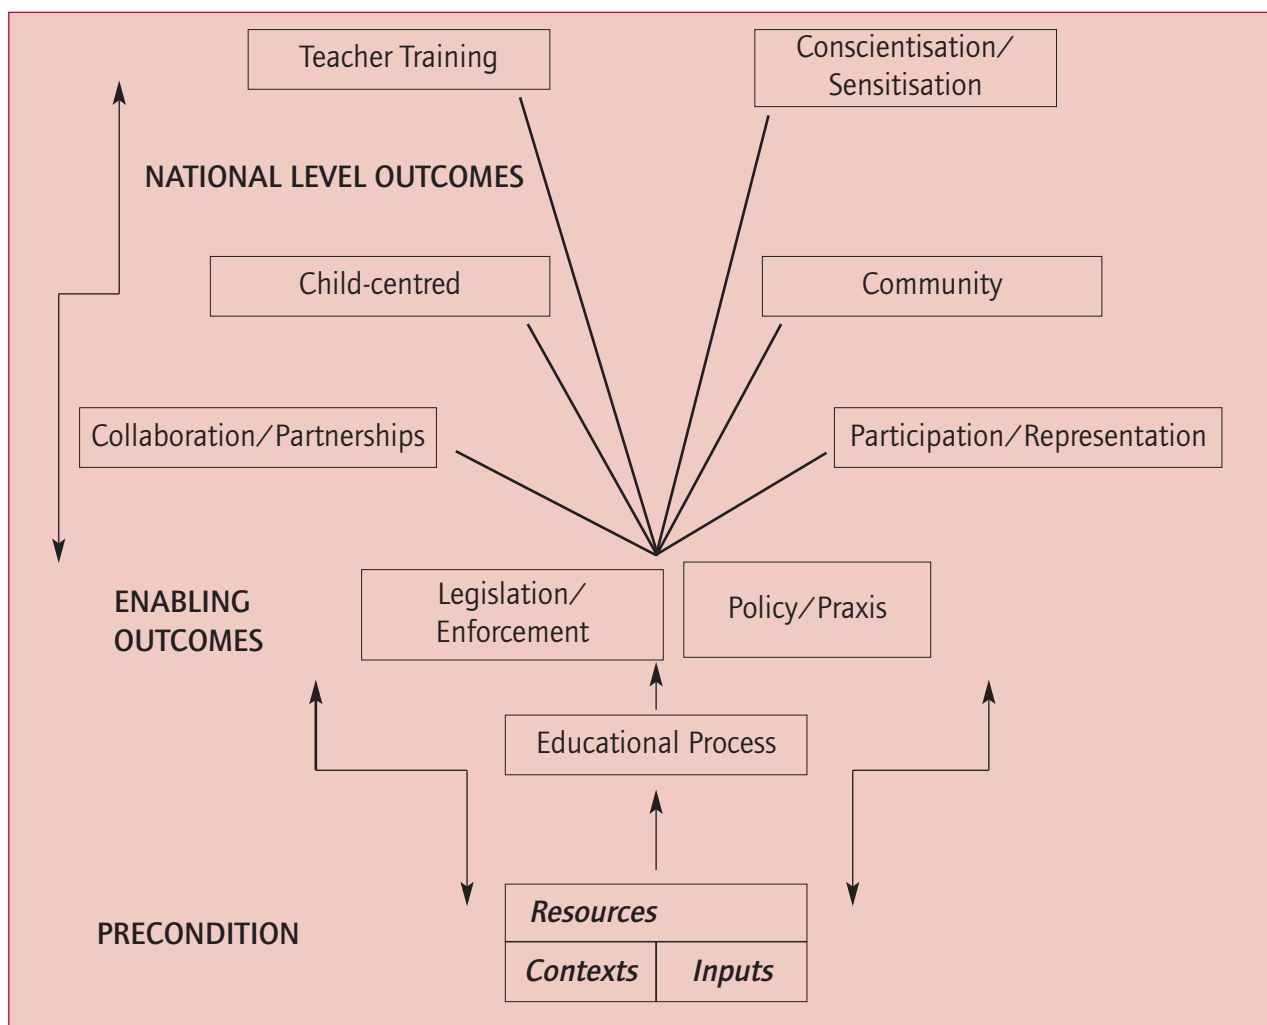 Teacher Training
Conscientisation/
Sensitisation
NATIONAL LEVEL OUTCOMES
Child-centred
Community
Collaboration/Partnerships
Participation/Representation
Legislation/
Enforcement
Policy/Praxis
ENABLING
OUTCOMES
Educational Process
Resources
PRECONDITION
Contexts
Inputs